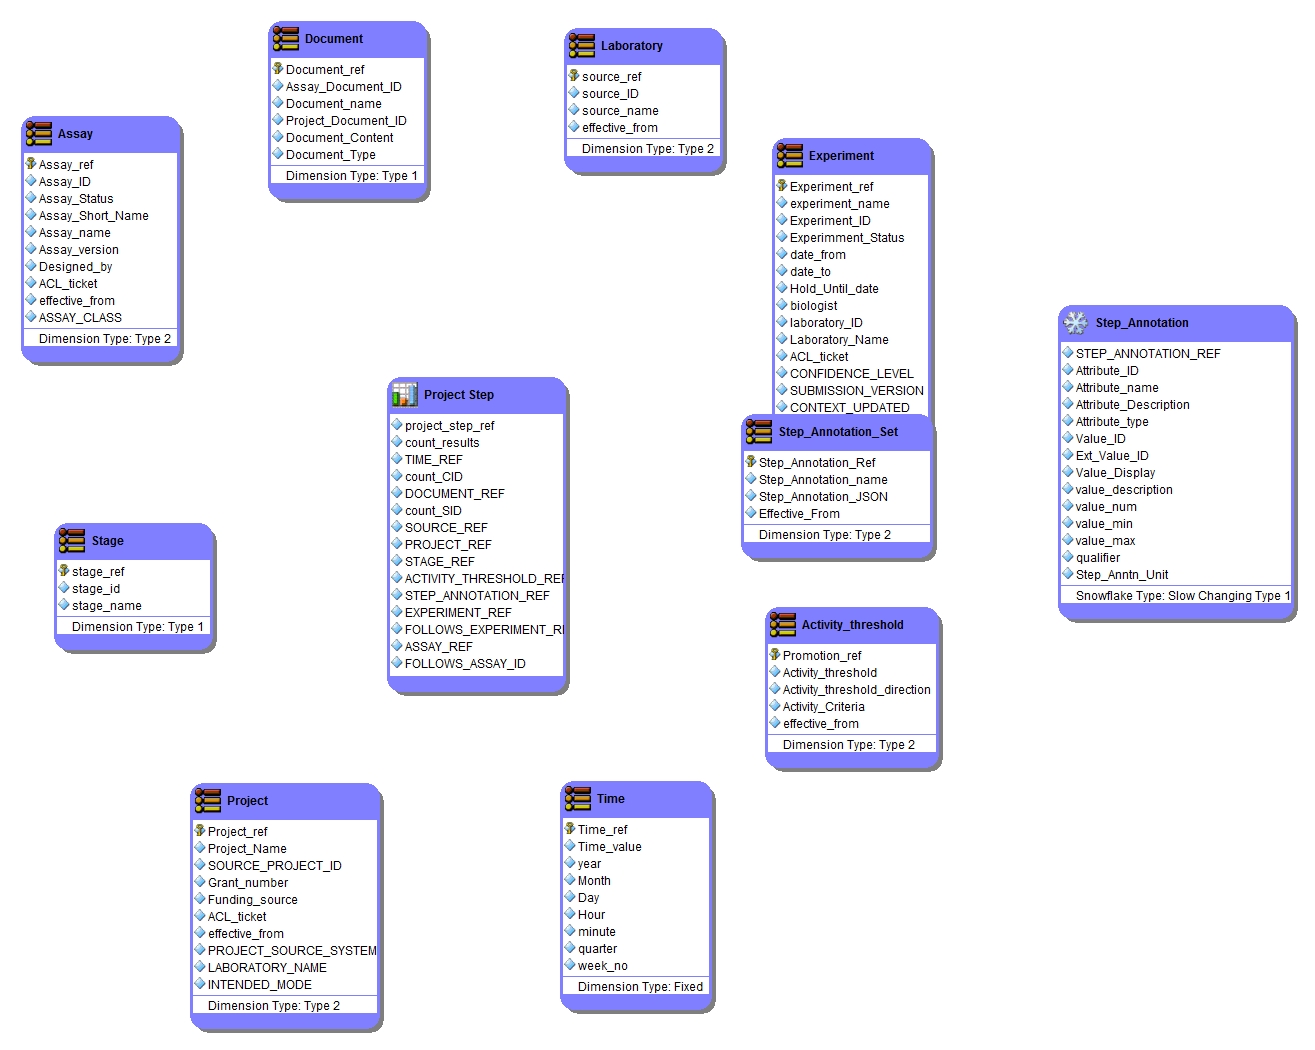 Document
Document_ref
Assay_Document_ID
Document_name
Project_Document_ID
Document_Content
Document_Type
Dimension Type: Type 1
Laboratory
source_ref
source_ID
source_name
effective_from
Dimension Type: Type 2
Assay
Assay_ref
Assay_ID
Assay_Status
Assay_Short_Name
Assay_name
Assay_version
Designed_by
ACL_ticket
effective_from
ASSAY_CLASS
Dimension Type: Type 2
Experiment
Experiment_ref
experiment_name
Experiment_ID
Experimment_Status
date_from
date_to
Hold_Until_date
biologist
laboratory_ID
Laboratory_Name
ACL_ticket
CONFIDENCE_LEVEL
SUBMISSION_VERSION
CONTEXT_UPDATED
Step_Annotation
STEP_ANNOTATION_REF
Attribute_ID
Attribute_name
Attribute_Description
Attribute_type
Value_ID
Ext_Value_ID
Value_Display
value_description
value_num
value_min
value_max
qualifier
Step_Anntn_Unit
Snowflake Type: Slow Changing Type 1
Project Step
project_step_ref
count_results
TIME_REF
count_CID
DOCUMENT_REF
count_SID
SOURCE_REF
PROJECT_REF
STAGE_REF
ACTIVITY_THRESHOLD_REF
STEP_ANNOTATION_REF
EXPERIMENT_REF
FOLLOWS_EXPERIMENT_R
ASSAY_REF
FOLLOWS_ASSAY_ID
Step_Annotation_Set
Step_Annotation_Ref
Step_Annotation_name
Step_Annotation_JSON
Effective_From
Dimension Type: Type 2
Stage
stage_ref
stage_id
stage_name
Dimension Type: Type 1
Activity_threshold
Promotion_ref
Activity_threshold
Activity_threshold_direction
Activity_Criteria
effective_from
Dimension Type: Type 2
Project
Project_ref
Project_Name
SOURCE_PROJECT_ID
Grant_number
Funding_source
ACL_ticket
effective_from
PROJECT_SOURCE_SYSTEM
LABORATORY_NAME
INTENDED_MODE
Dimension Type: Type 2
Time
Time_ref
Time_value
year
Month
Day
Hour
minute
quarter
week_no
Dimension Type: Fixed